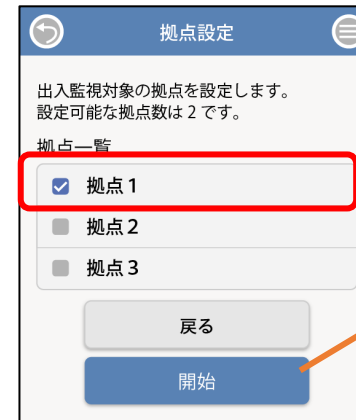 拠点設定
出入監視対象の拠点を設定します。
設定可能な拠点数は 2 です。
拠点一覧
拠点1
拠点2
拠点3
戻る
開始